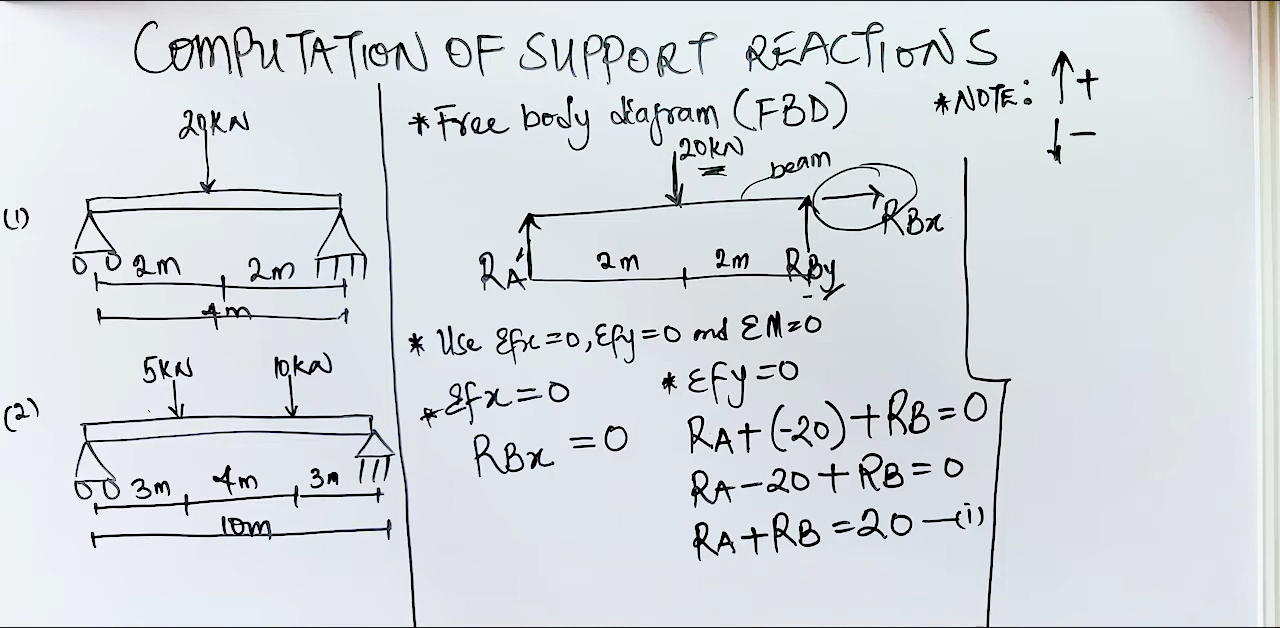 COMPUTATION OF SUPPORT REACTIONS
(1)
20KN
2m 2m
4m
(2)
5KN 10KN
3m 4m 3m
10m
*Free body diagram (FBD)
20KN
beam
RA RBy RBx
2m 2m
* Use Σfx=0, Σfy=0 and ΣM=0
* Σfx=0
RBx =0
* ΣFy=0
RA+(-20)+RB=0
RA-20+RB=0
RA+RB=20-(i)
*NOTE: ↑+
↓-